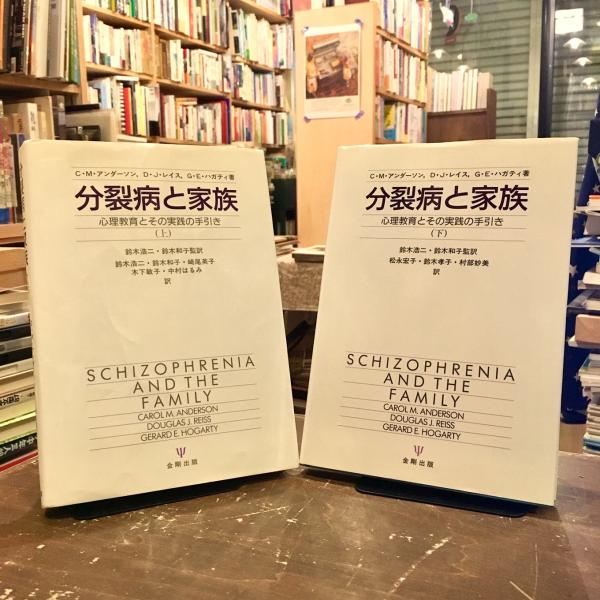 C・M・アンダーソン，D・J・レイス，G・E・ハガティ著
分裂病と家族
心理教育とその実践の手引き
（上）
鈴木浩二・鈴木和子監訳
鈴木浩二・鈴木和子・崎尾英子
木下敏子・中村はるみ
訳
SCHIZOPHRENIA
AND THE
FAMILY
CAROL M. ANDERSON
DOUGLAS J. REISS
GERARD E. HOGARTY
金剛出版
C・M・アンダーソン，D・J・レイス，G・E・ハガティ著
分裂病と家族
心理教育とその実践の手引き
（下）
鈴木浩二・鈴木和子監訳
松永宏子・鈴木孝子・村部妙美
訳
SCHIZOPHRENIA
AND THE
FAMILY
CAROL M. ANDERSON
DOUGLAS J. REISS
GERARD E. HOGARTY
金剛出版